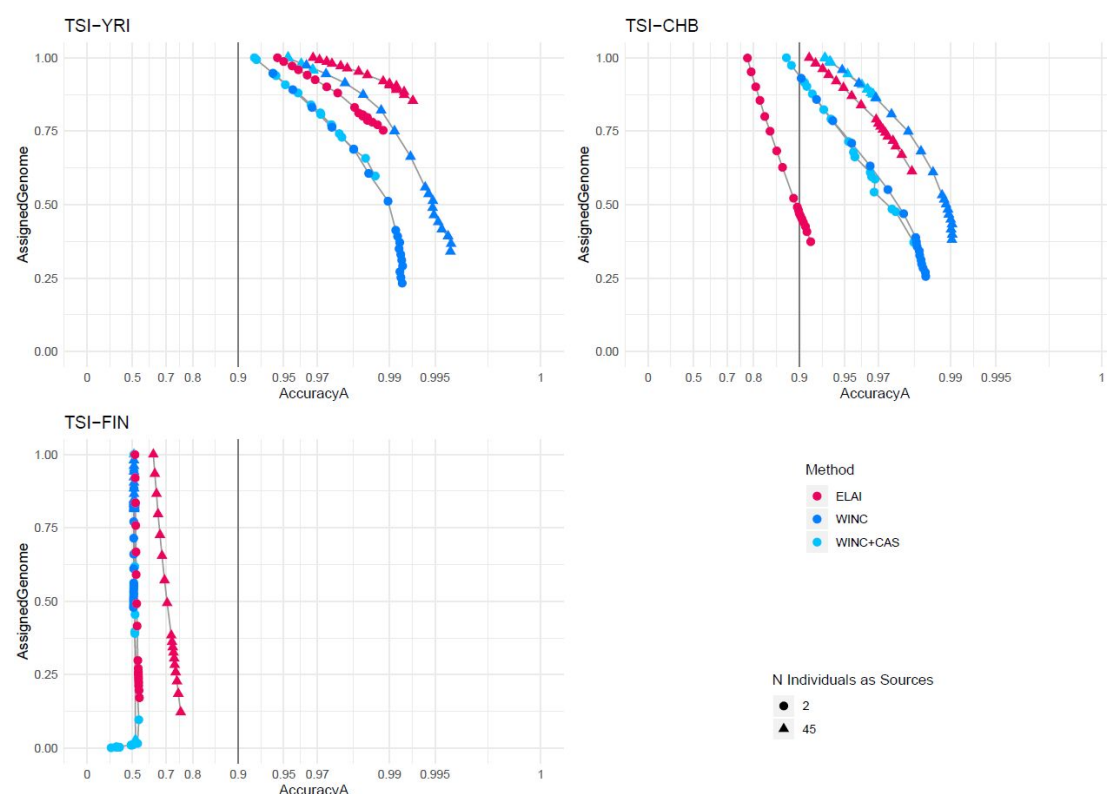 TSI−YRI
AssignedGenome
1.00
0.75
0.50
0.25
0.00
0 0.5 0.7 0.8 0.9 0.95 0.97 0.99 0.995 1
AccuracyA
TSI−CHB
AssignedGenome
1.00
0.75
0.50
0.25
0.00
0 0.5 0.7 0.8 0.9 0.95 0.97 0.99 0.995 1
AccuracyA
TSI−FIN
AssignedGenome
1.00
0.75
0.50
0.25
0.00
0 0.5 0.7 0.8 0.9 0.95 0.97 0.99 0.995 1
AccuracyA
Method
ELAI
WINC
WINC+CAS
N Individuals as Sources
2
45